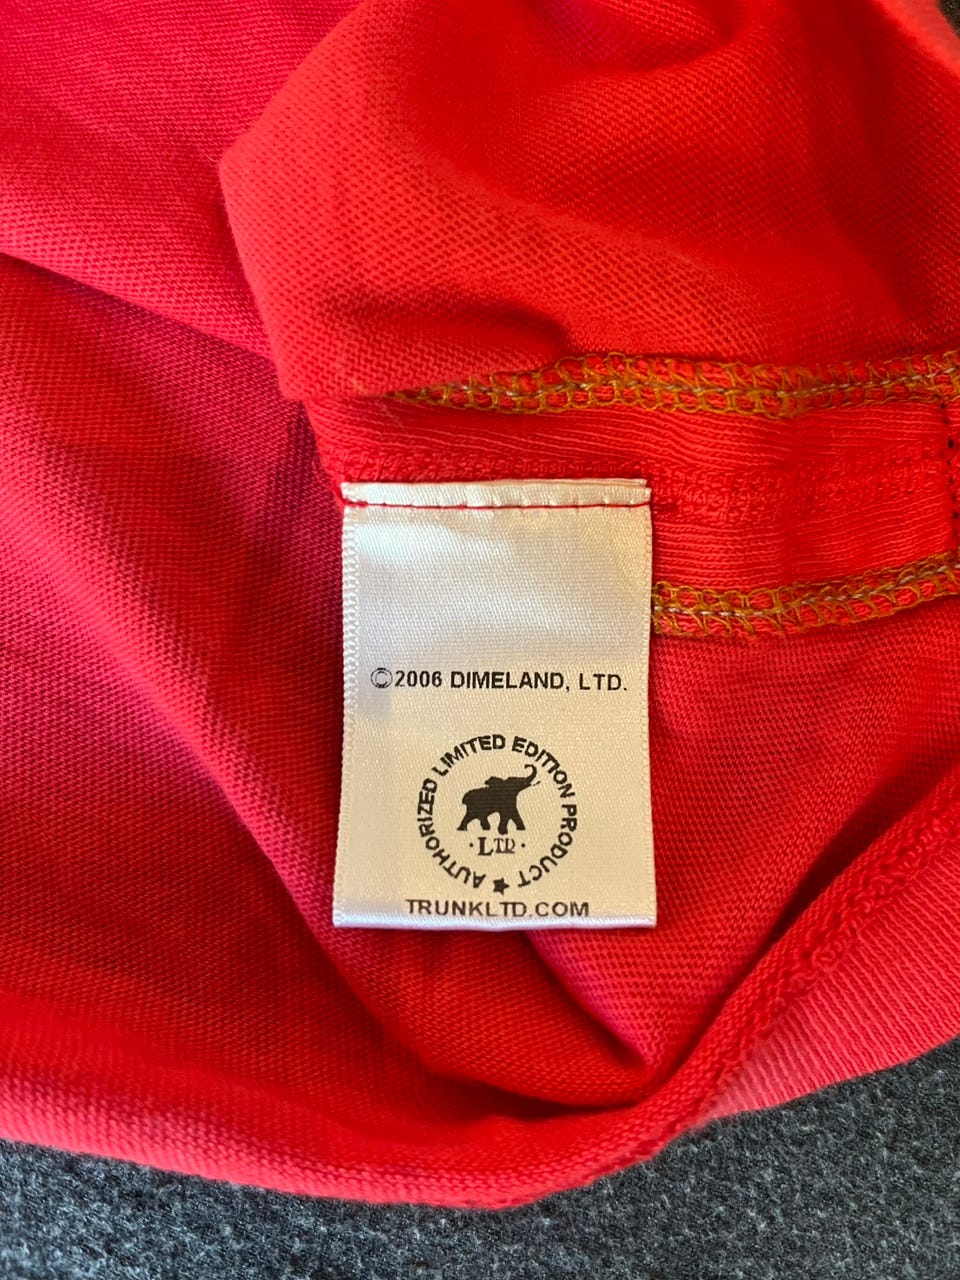 ©2006 DIMELAND, LTD.
AUTHORIZED LIMITED EDITION PRODUCT ★
· LTD ·
TRUNKLTD.COM